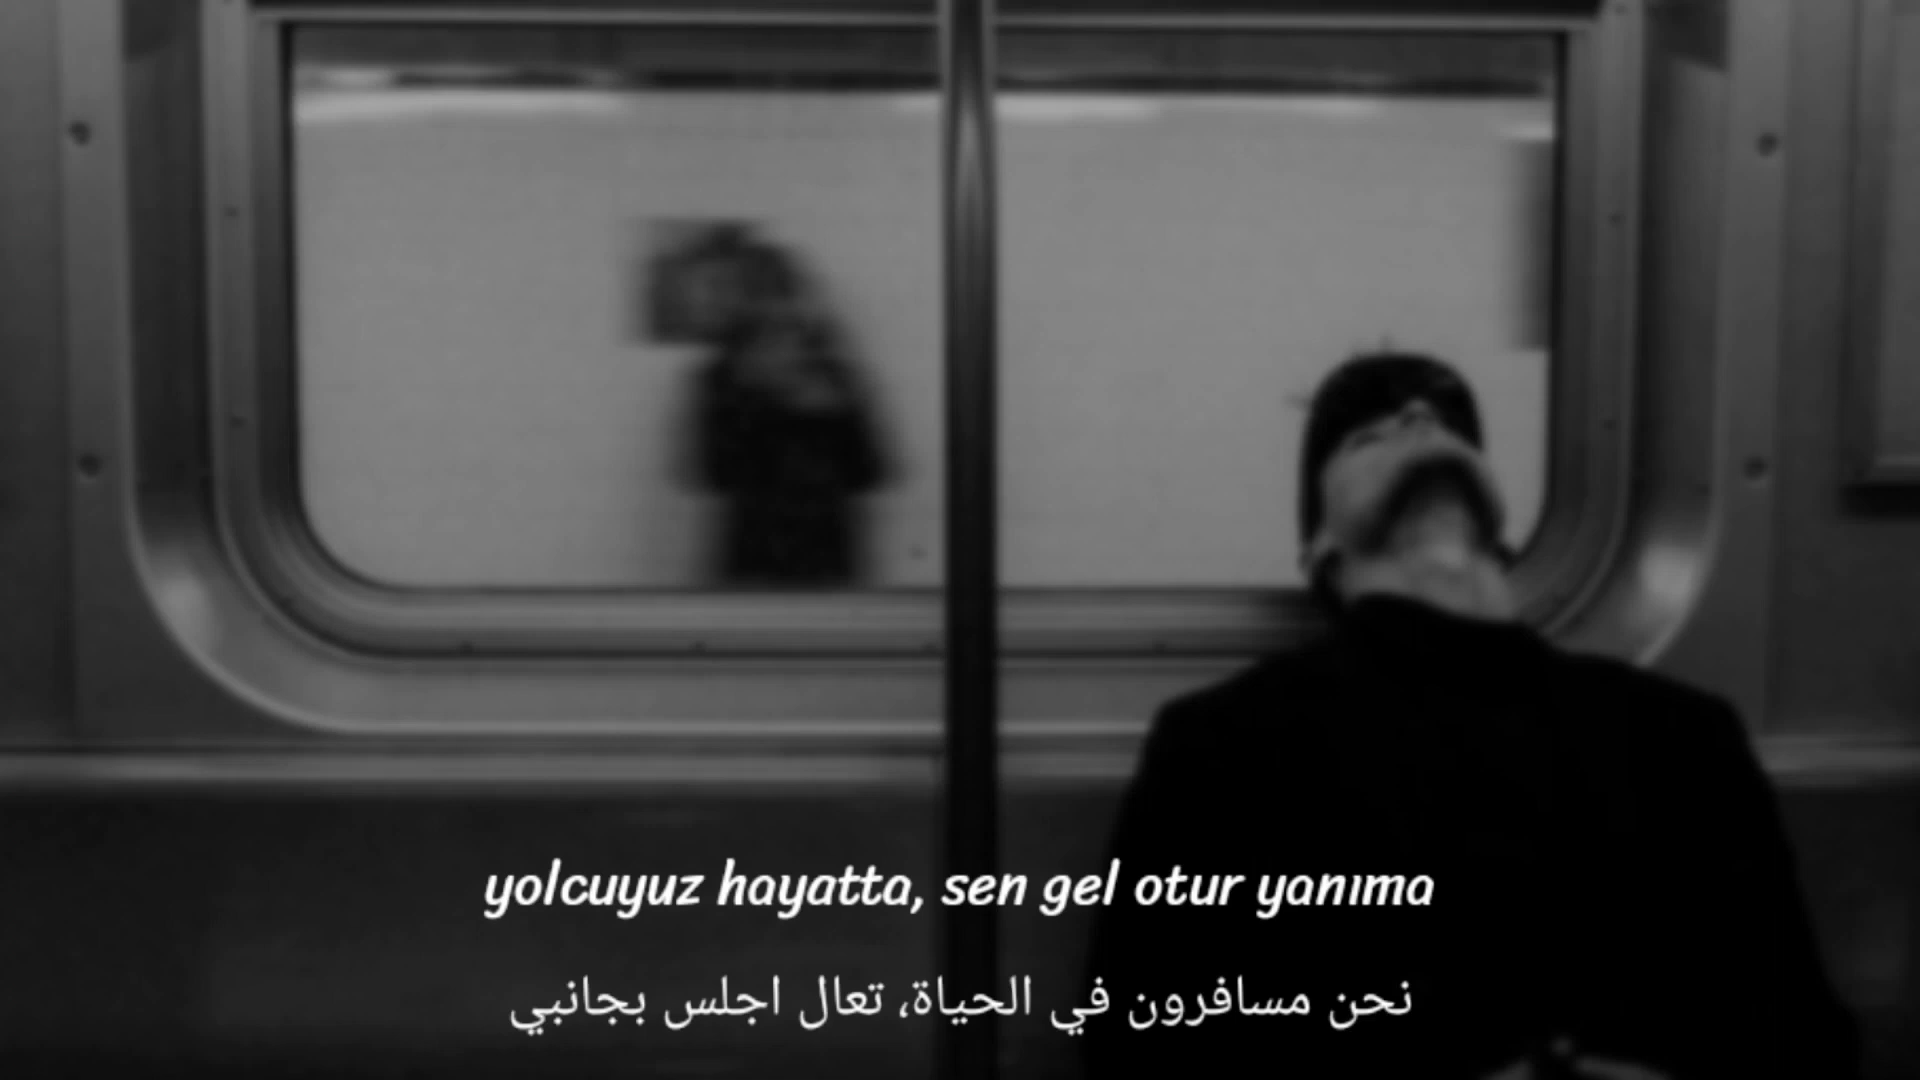 yolcuyuz hayatta, sen gel otur yanıma
نحن مسافرون في الحياة، تعال اجلس بجانبي